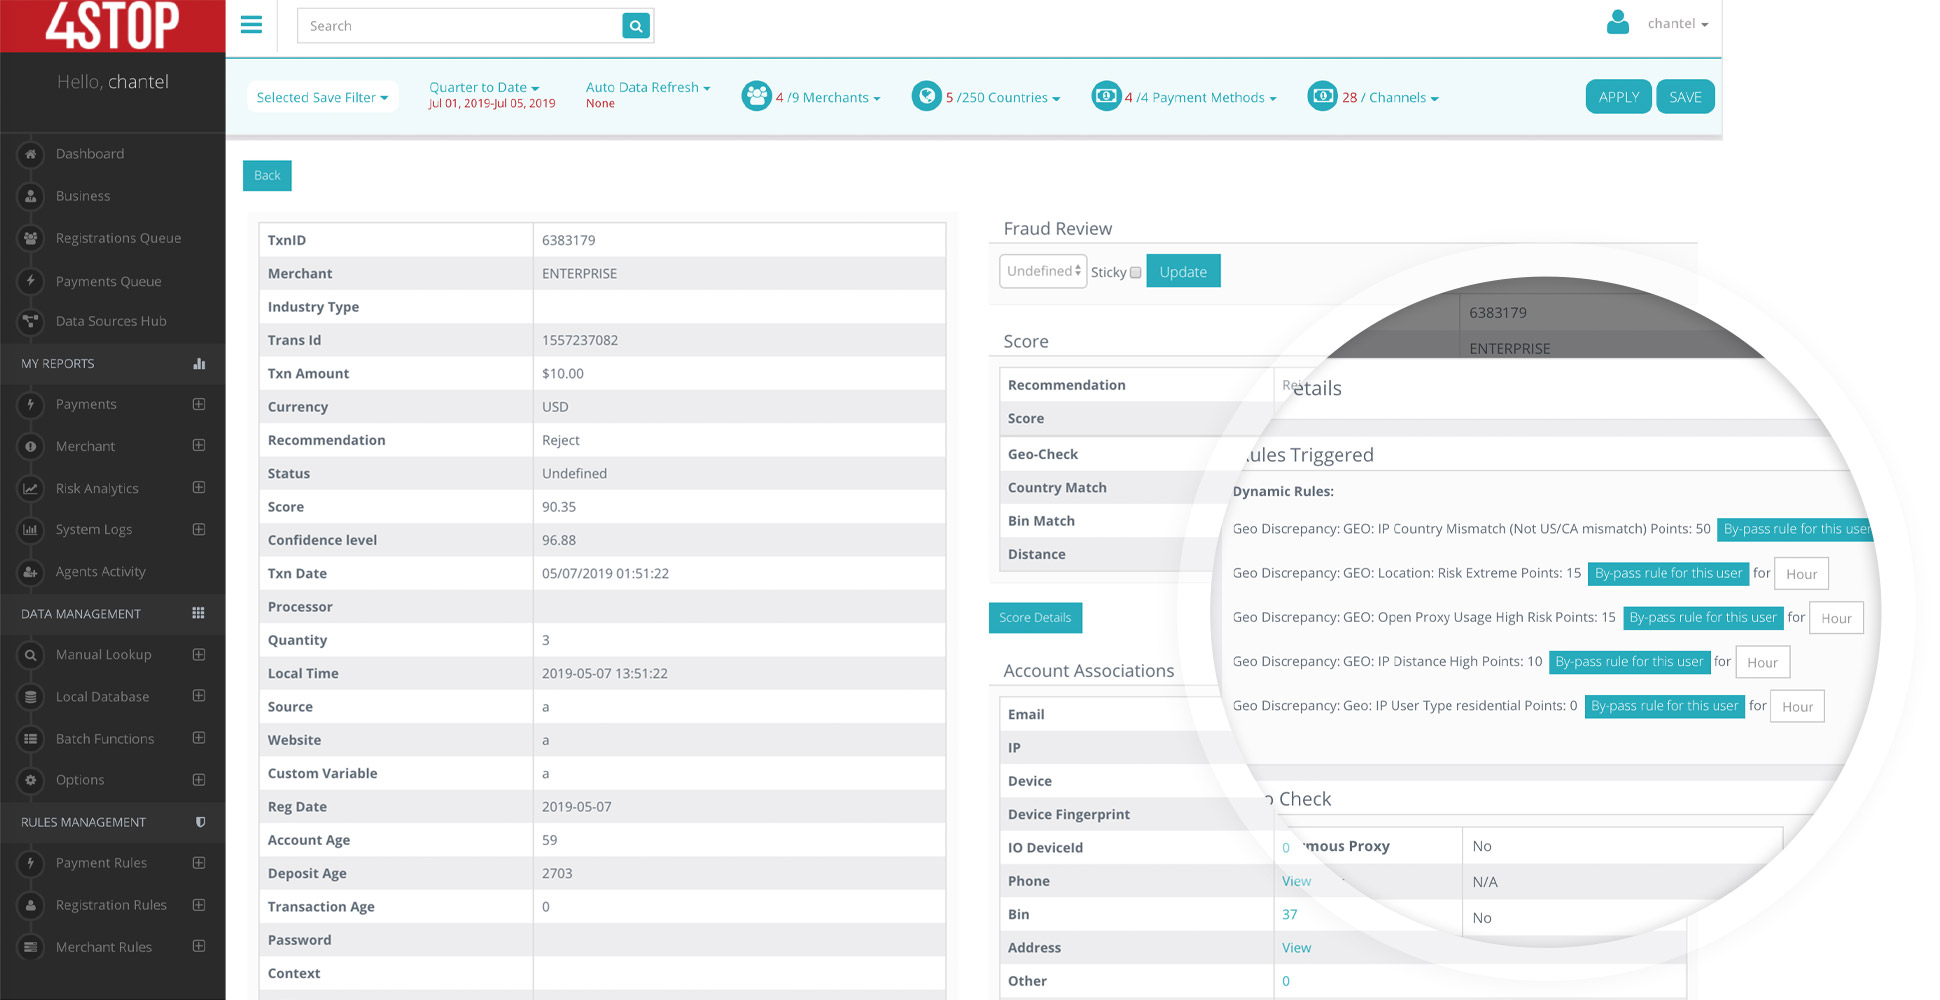 4STOP
Hello, chantel
Dashboard
Business
Registrations Queue
Payments Queue
Data Sources Hub
MY REPORTS
Payments
Merchant
Risk Analytics
System Logs
Agents Activity
DATA MANAGEMENT
Manual Lookup
Local Database
Batch Functions
Options
RULES MANAGEMENT
Payment Rules
Registration Rules
Merchant Rules
Search
chantel
Selected Save Filter
Quarter to Date
Jul 01, 2019-Jul 05, 2019
Auto Data Refresh
None
4 /9 Merchants
5 /250 Countries
4 /4 Payment Methods
28 / Channels
APPLY
SAVE
Back
TxnID 6383179
Merchant ENTERPRISE
Industry Type
Trans Id 1557237082
Txn Amount $10.00
Currency USD
Recommendation Reject
Status Undefined
Score 90.35
Confidence level 96.88
Txn Date 05/07/2019 01:51:22
Processor
Quantity 3
Local Time 2019-05-07 13:51:22
Source a
Website a
Custom Variable a
Reg Date 2019-05-07
Account Age 59
Deposit Age 2703
Transaction Age 0
Password
Context
Fraud Review
Undefined Sticky Update
Score
Recommendation
Score
Geo-Check
Country Match
Bin Match
Distance
Score Details
Account Associations
Email
IP
Device
Device Fingerprint
IO DeviceId 0
Phone View
Bin 37
Address View
Other 0
6383179
ENTERPRISE
etails
ules Triggered
Dynamic Rules:
Geo Discrepancy: GEO: IP Country Mismatch (Not US/CA mismatch) Points: 50 By-pass rule for this user
Geo Discrepancy: GEO: Location: Risk Extreme Points: 15 By-pass rule for this user for Hour
Geo Discrepancy: GEO: Open Proxy Usage High Risk Points: 15 By-pass rule for this user for Hour
Geo Discrepancy: GEO: IP Distance High Points: 10 By-pass rule for this user for Hour
Geo Discrepancy: Geo: IP User Type residential Points: 0 By-pass rule for this user for Hour
o Check
mous Proxy No
N/A
No